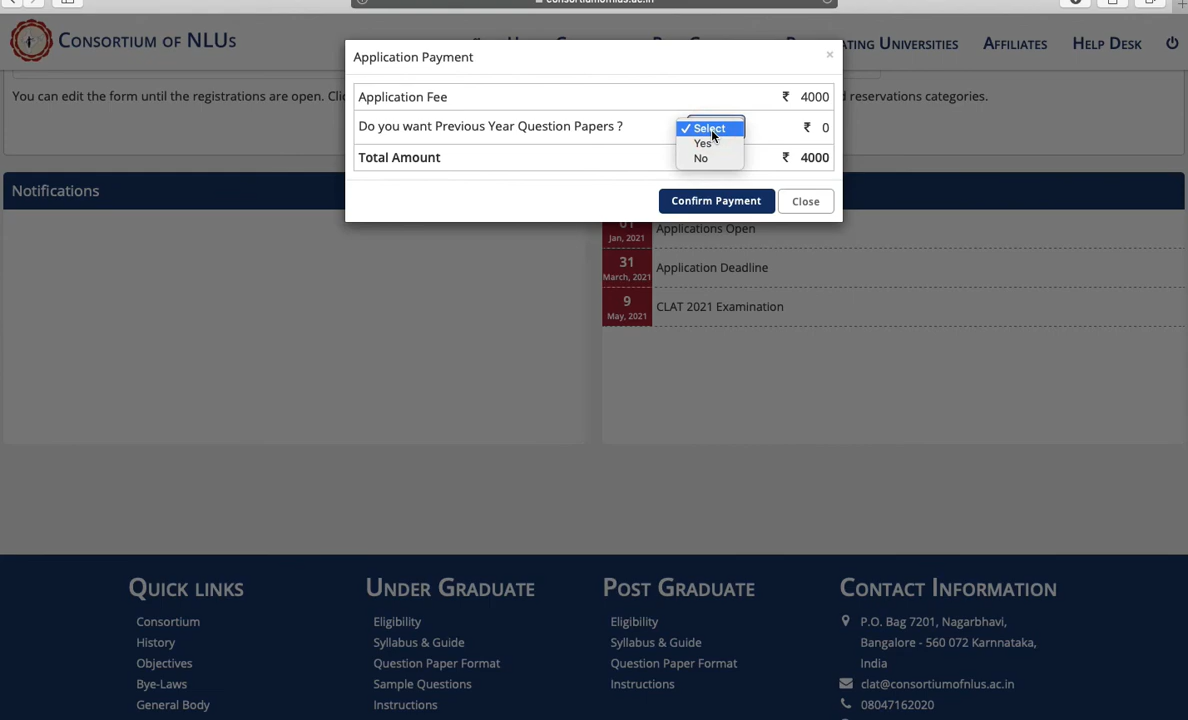 consortiumofnlus.ac.in
Consortium of NLUs
ating Universities Affiliates Help Desk
Application Payment ×
Application Fee ₹ 4000
Do you want Previous Year Question Papers ? ✓ Select ₹ 0
Yes
No
Total Amount ₹ 4000
Confirm Payment Close
You can edit the form until the registrations are open. Clic
d reservations categories.
Notifications
01 Jan, 2021 Applications Open
31 March, 2021 Application Deadline
9 May, 2021 CLAT 2021 Examination
Quick links
Consortium
History
Objectives
Bye-Laws
General Body
Under Graduate
Eligibility
Syllabus & Guide
Question Paper Format
Sample Questions
Instructions
Post Graduate
Eligibility
Syllabus & Guide
Question Paper Format
Instructions
Contact Information
P.O. Bag 7201, Nagarbhavi,
Bangalore - 560 072 Karnnataka,
India
clat@consortiumofnlus.ac.in
08047162020